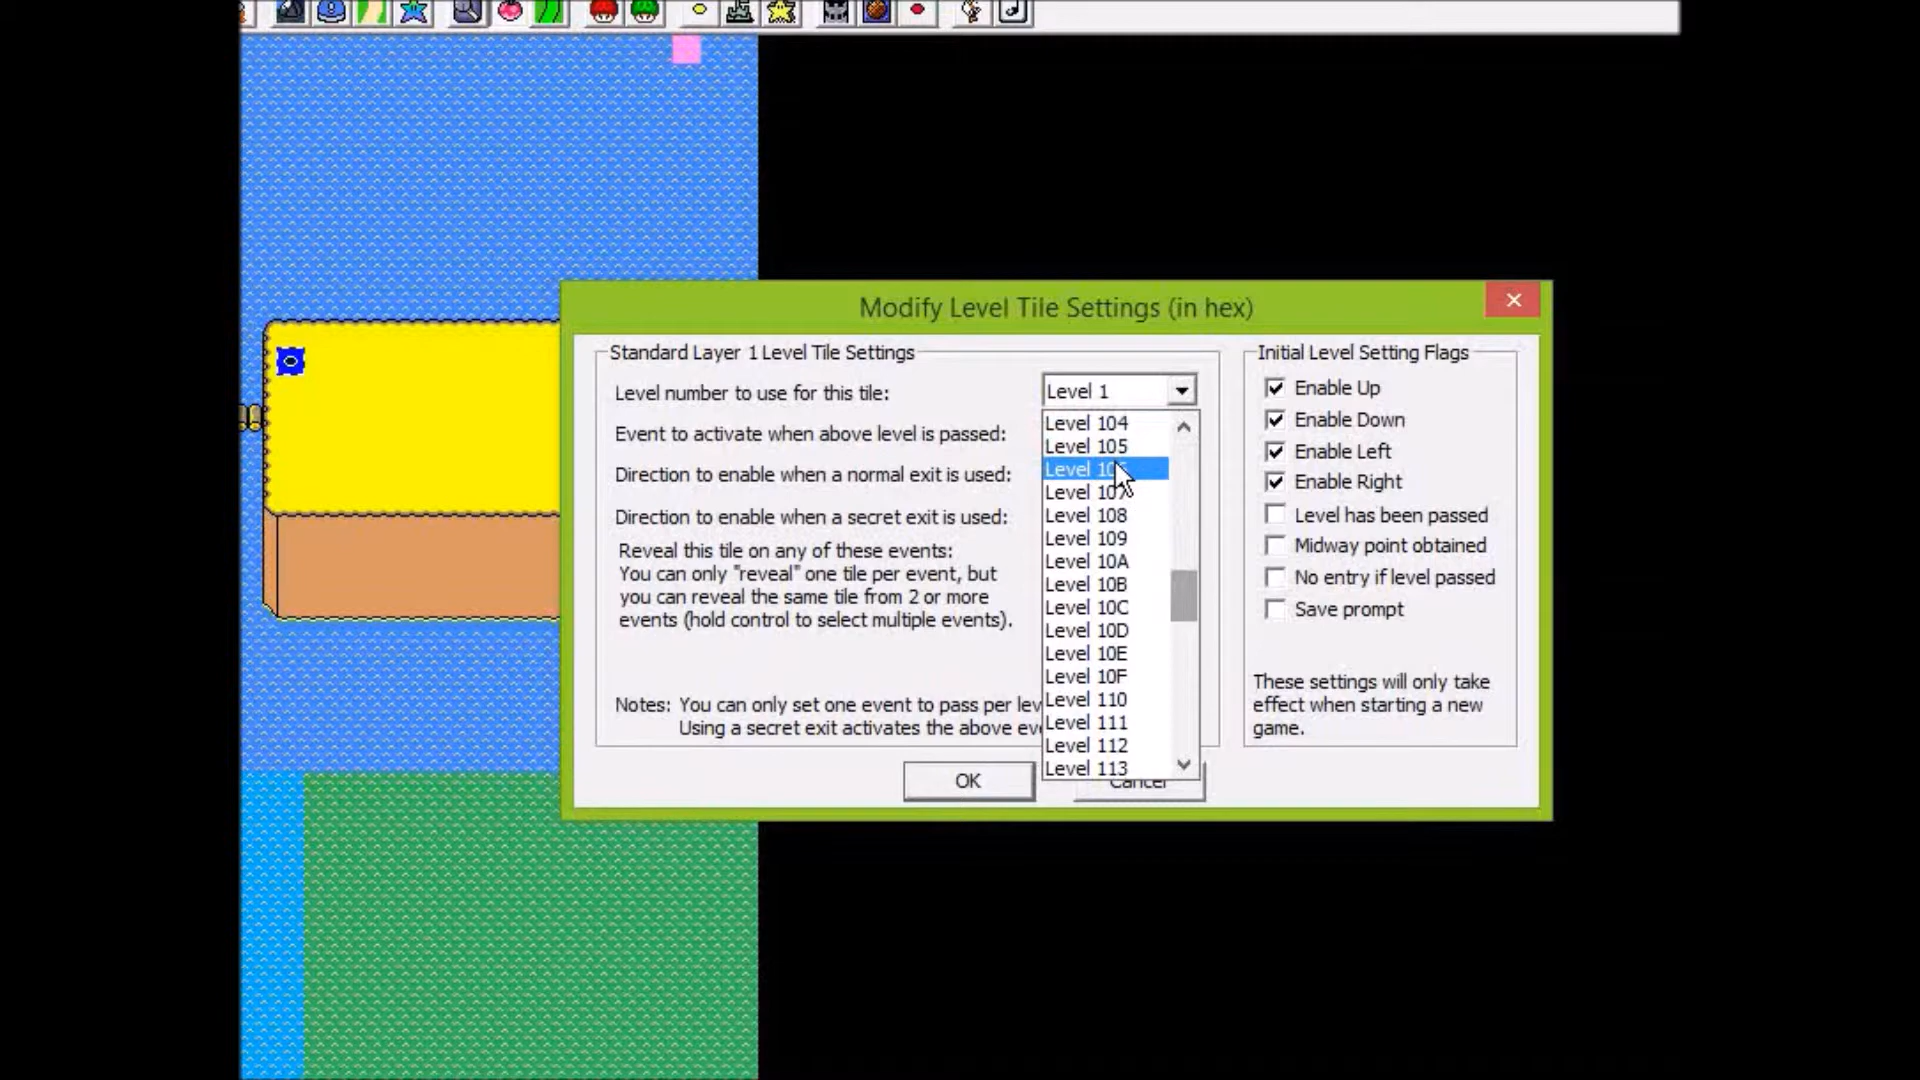 Modify Level Tile Settings (in hex)
Standard Layer 1 Level Tile Settings
Level number to use for this tile:
Level 1
Event to activate when above level is passed:
Direction to enable when a normal exit is used:
Direction to enable when a secret exit is used:
Reveal this tile on any of these events:
You can only "reveal" one tile per event, but
you can reveal the same tile from 2 or more
events (hold control to select multiple events).
Notes: You can only set one event to pass per lev
Using a secret exit activates the above eve
Level 104
Level 105
Level 106
Level 107
Level 108
Level 109
Level 10A
Level 10B
Level 10C
Level 10D
Level 10E
Level 10F
Level 110
Level 111
Level 112
Level 113
OK
Cancel
Initial Level Setting Flags
Enable Up
Enable Down
Enable Left
Enable Right
Level has been passed
Midway point obtained
No entry if level passed
Save prompt
These settings will only take
effect when starting a new
game.